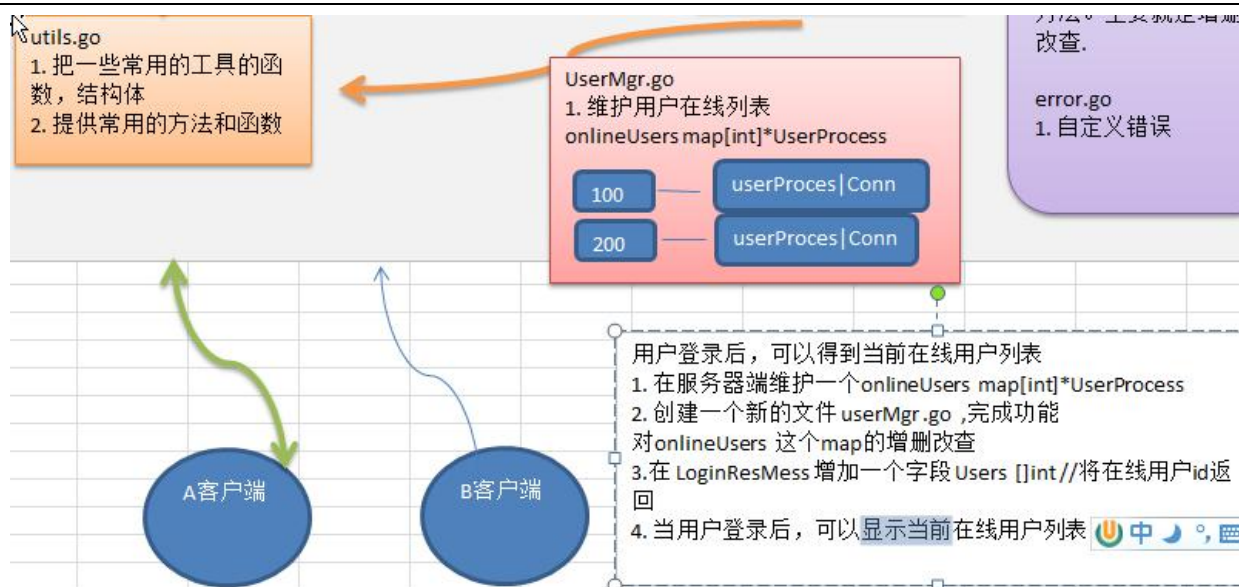 utils.go
1. 把一些常用的工具的函
数，结构体
2. 提供常用的方法和函数
UserMgr.go
1. 维护用户在线列表
onlineUsers map[int]*UserProcess
100
userProces|Conn
200
userProces|Conn
改查.
error.go
1. 自定义错误
A客户端
B客户端
用户登录后，可以得到当前在线用户列表
1. 在服务器端维护一个onlineUsers map[int]*UserProcess
2. 创建一个新的文件 userMgr.go ,完成功能
对onlineUsers 这个map的增删改查
3.在 LoginResMess 增加一个字段 Users []int //将在线用户id返
回
4. 当用户登录后，可以显示当前在线用户列表
中